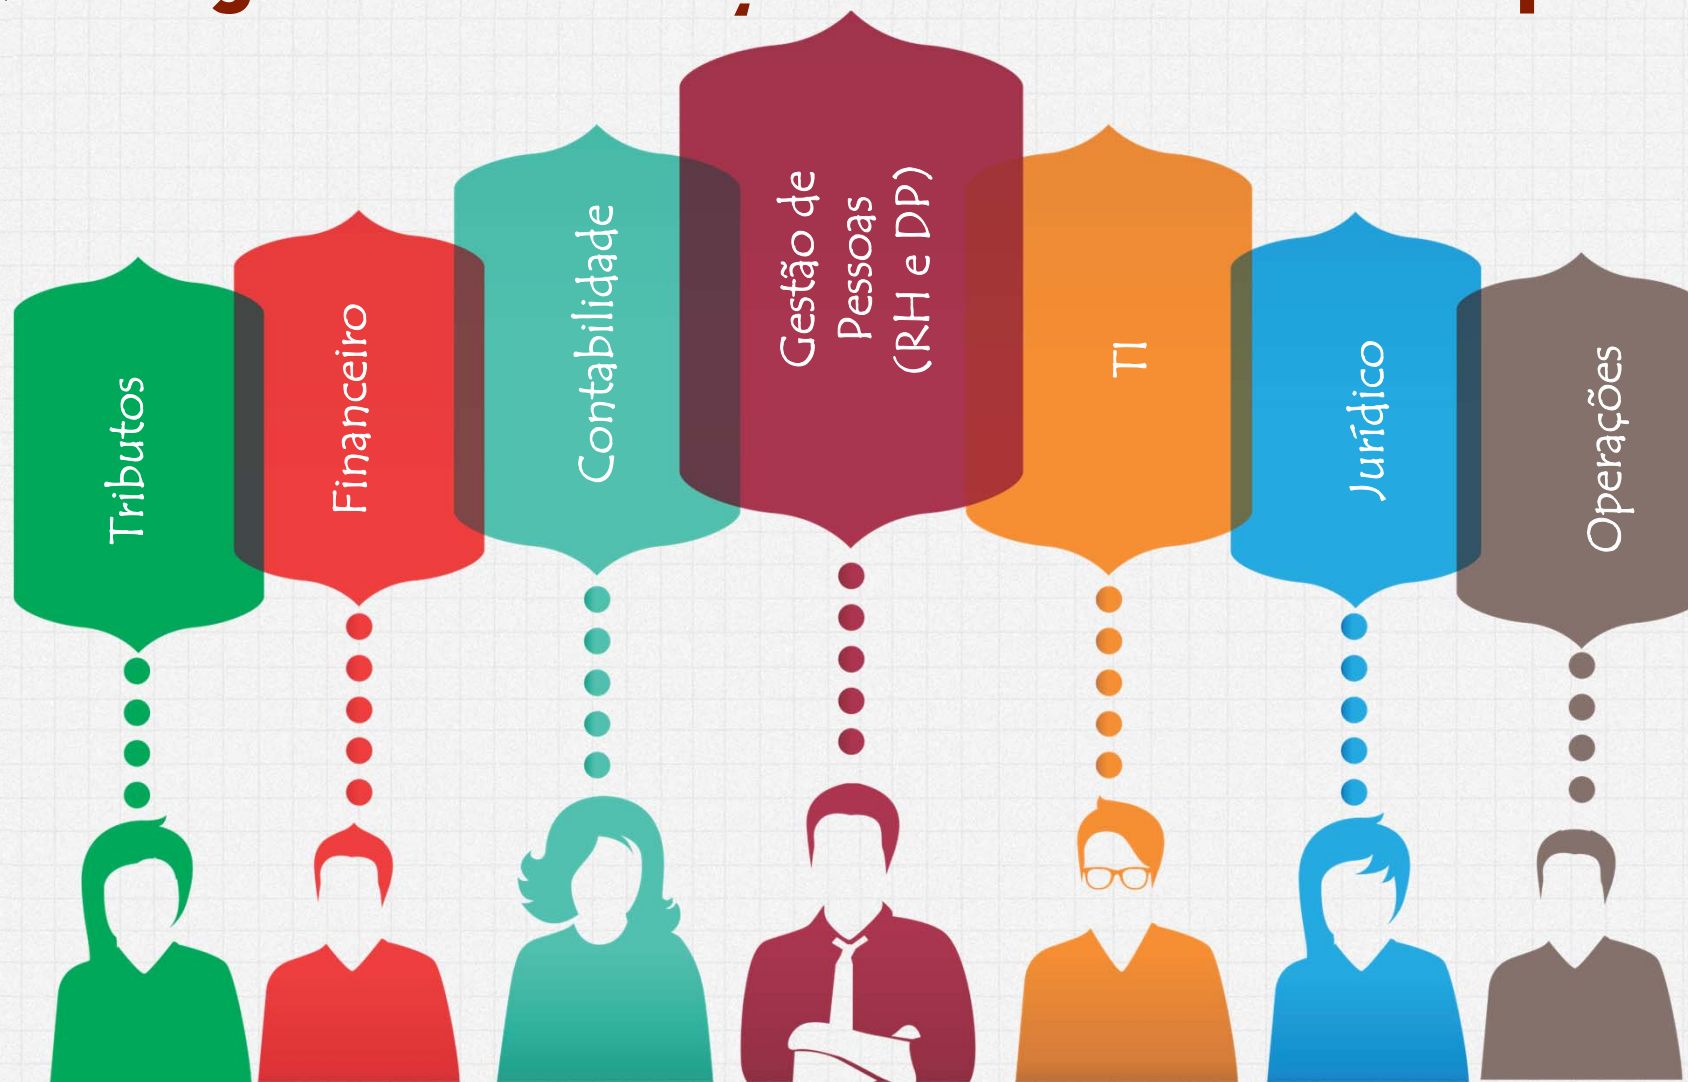 Tributos
Financeiro
Contabilidade
Gestão de
Pessoas
(RH e DP)
TI
Jurídico
Operações